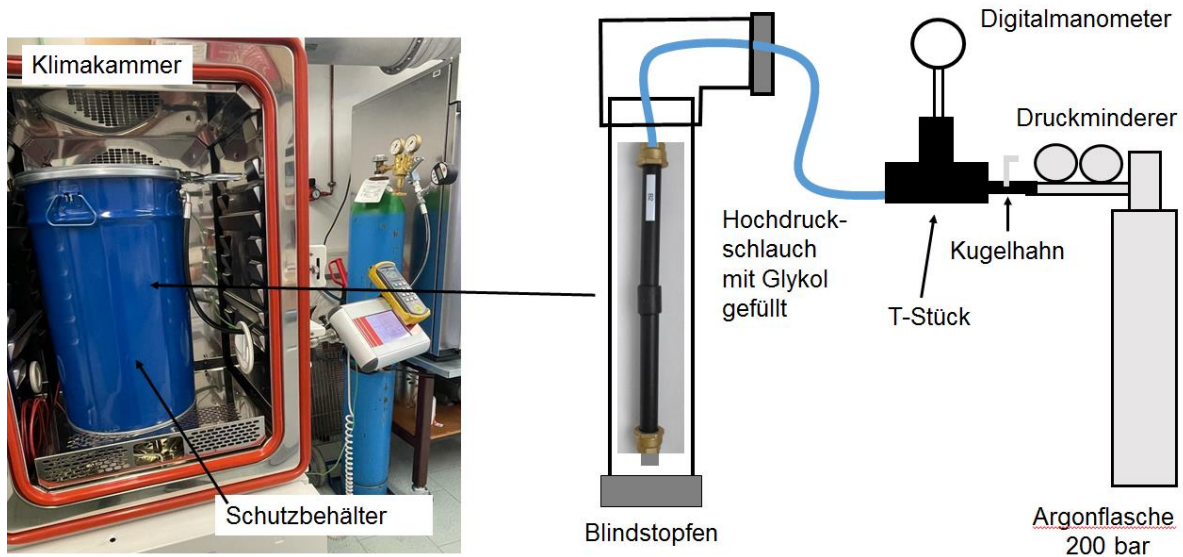 Klimakammer
Schutzbehälter
Blindstopfen
Hochdruck-
schlauch
mit Glykol
gefüllt
Digitalmanometer
Druckminderer
Kugelhahn
T-Stück
Argonflasche
200 bar